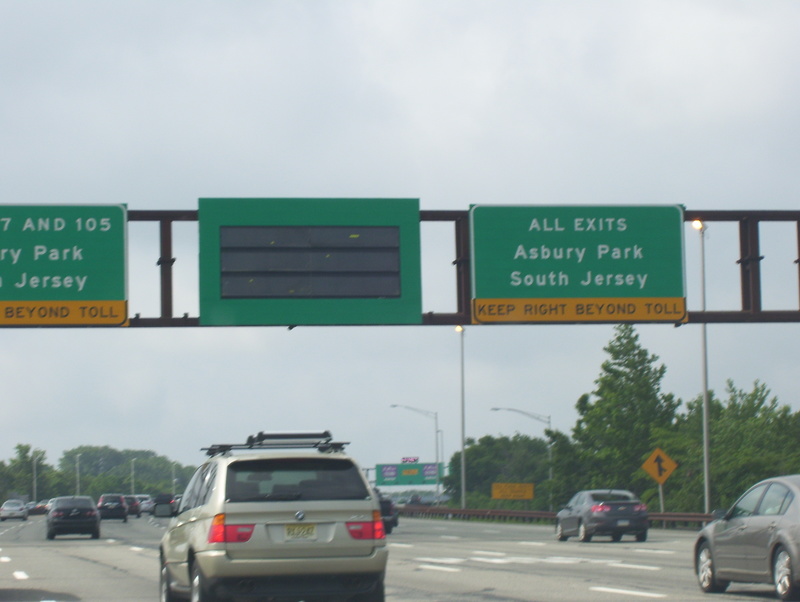 7 AND 105
ry Park
Jersey
BEYOND TOLL
ALL EXITS
Asbury Park
South Jersey
KEEP RIGHT BEYOND TOLL